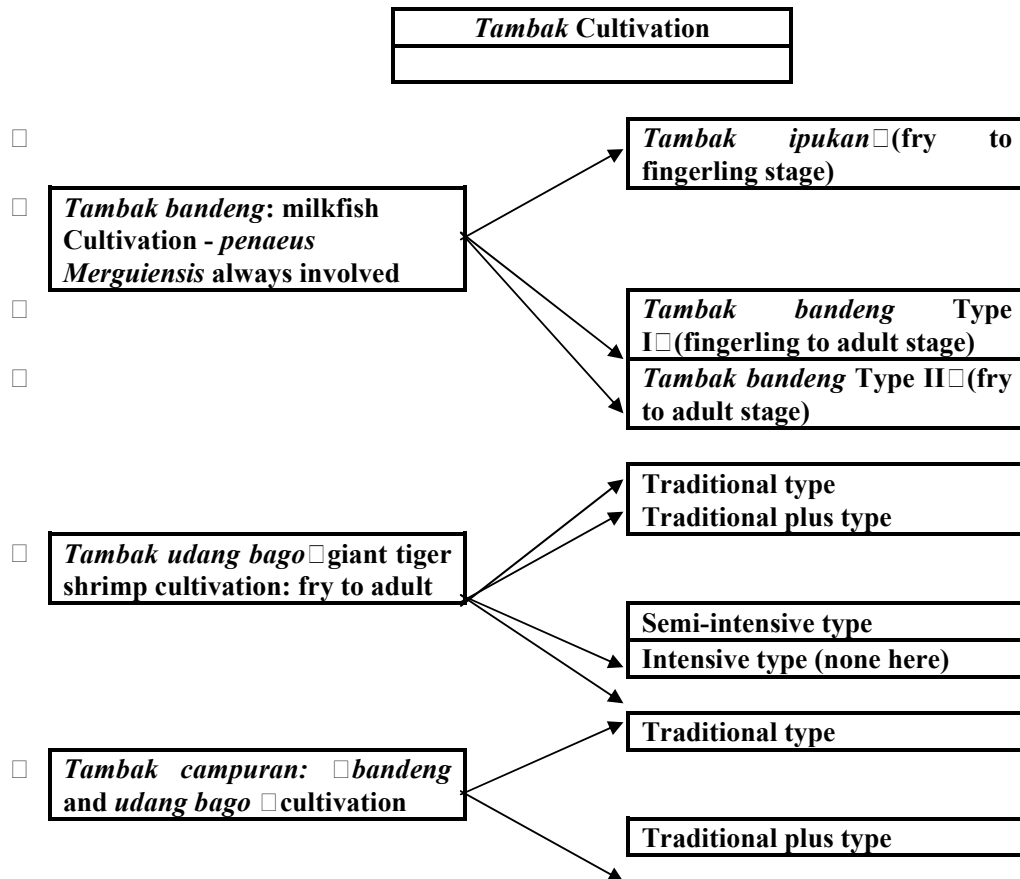 Tambak Cultivation
Tambak ipukan□(fry to
fingerling stage)
Tambak bandeng: milkfish
Cultivation - penaeus
Merguiensis always involved
Tambak bandeng Type
I□(fingerling to adult stage)
Tambak bandeng Type II□(fry
to adult stage)
Traditional type
Traditional plus type
Tambak udang bago□giant tiger
shrimp cultivation: fry to adult
Semi-intensive type
Intensive type (none here)
Traditional type
Tambak campuran: □bandeng
and udang bago □cultivation
Traditional plus type